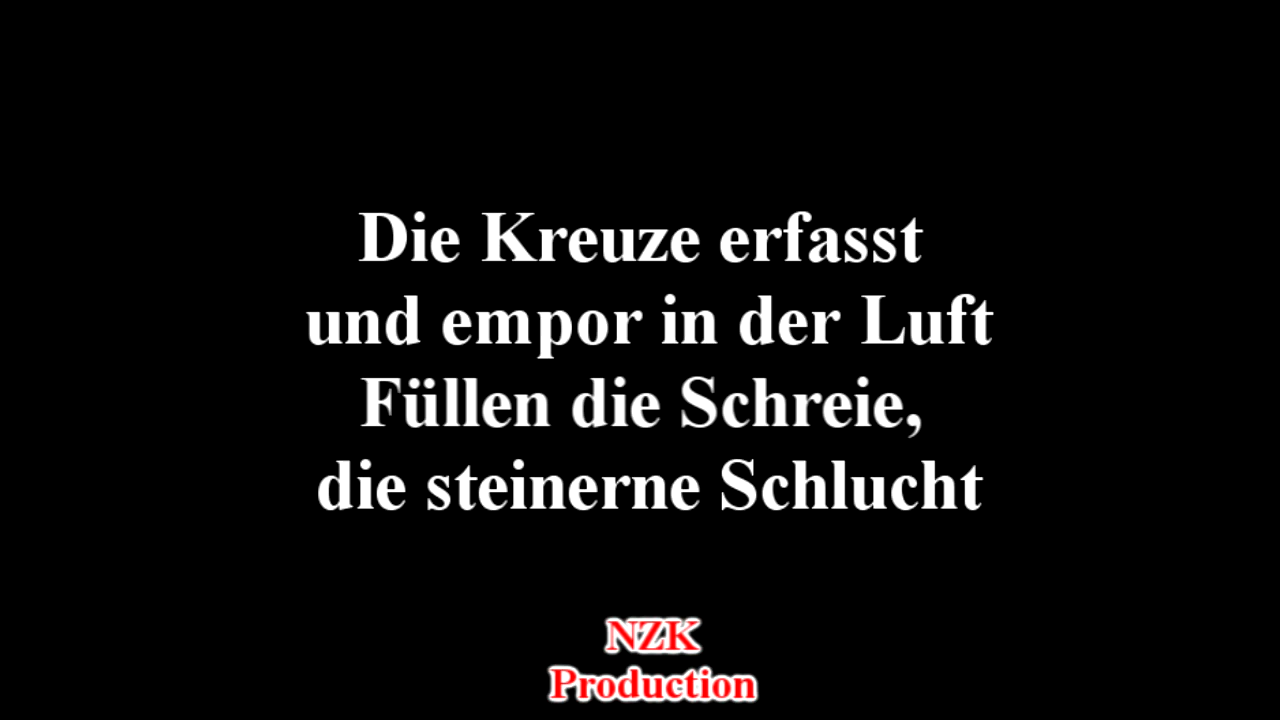 Die Kreuze erfasst
und empor in der Luft
Füllen die Schreie,
die steinerne Schlucht
NZK
Production